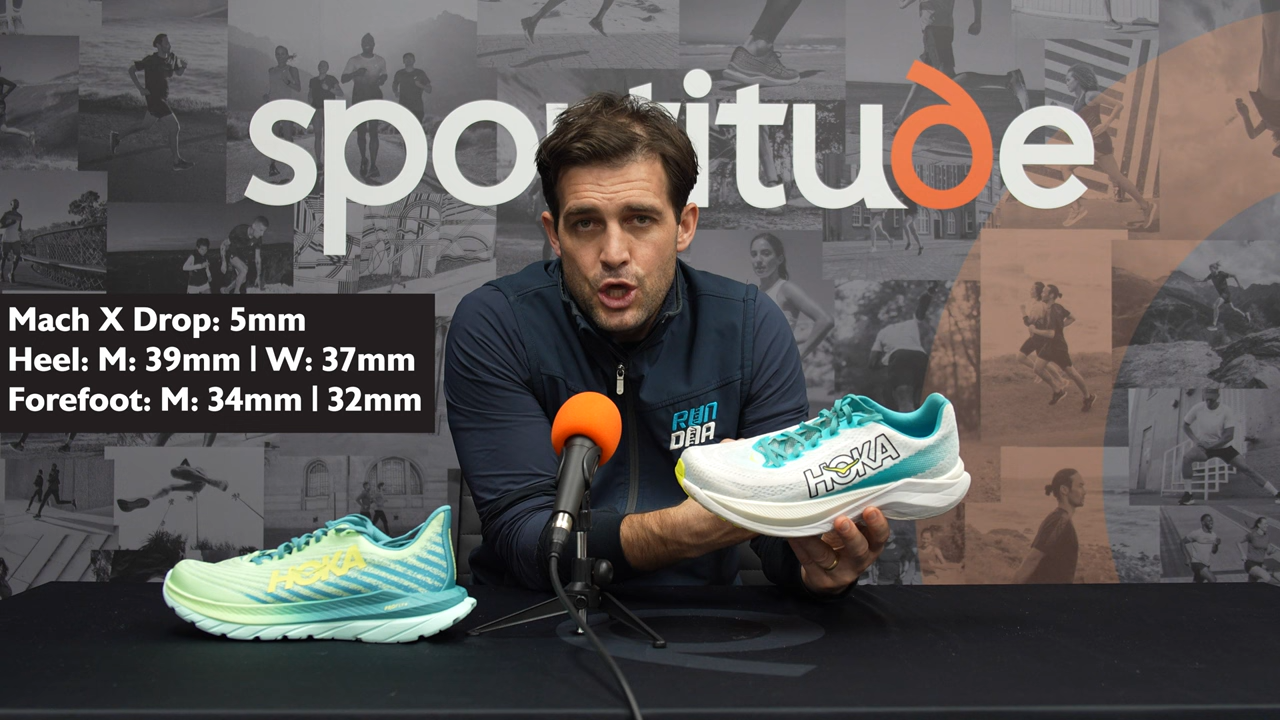 sportitude
Mach X Drop: 5mm
Heel: M: 39mm | W: 37mm
Forefoot: M: 34mm | 32mm
RUN
DNA
HOKA
HOKA